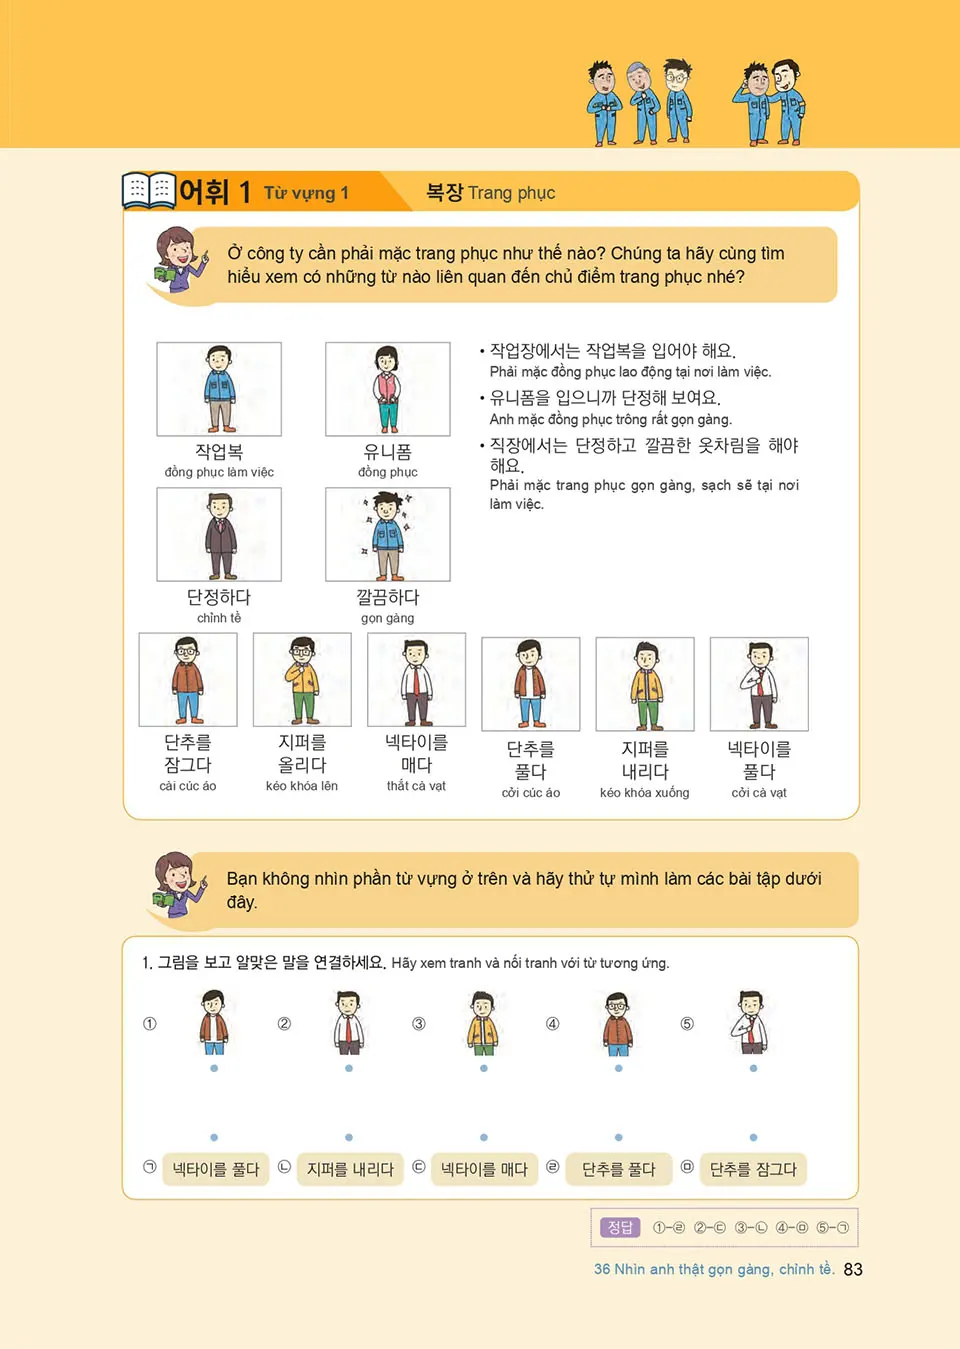 어휘 1 Từ vựng 1 복장 Trang phục
Ở công ty cần phải mặc trang phục như thế nào? Chúng ta hãy cùng tìm
hiểu xem có những từ nào liên quan đến chủ điểm trang phục nhé?
작업복
đồng phục làm việc
유니폼
đồng phục
• 작업장에서는 작업복을 입어야 해요.
Phải mặc đồng phục lao động tại nơi làm việc.
• 유니폼을 입으니까 단정해 보여요.
Anh mặc đồng phục trông rất gọn gàng.
• 직장에서는 단정하고 깔끔한 옷차림을 해야
해요.
Phải mặc trang phục gọn gàng, sạch sẽ tại nơi
làm việc.
단정하다
chỉnh tề
깔끔하다
gọn gàng
단추를
잠그다
cài cúc áo
지퍼를
올리다
kéo khóa lên
넥타이를
매다
thắt cà vạt
단추를
풀다
cởi cúc áo
지퍼를
내리다
kéo khóa xuống
넥타이를
풀다
cởi cà vạt
Bạn không nhìn phần từ vựng ở trên và hãy thử tự mình làm các bài tập dưới
đây.
1. 그림을 보고 알맞은 말을 연결하세요. Hãy xem tranh và nối tranh với từ tương ứng.
① ② ③ ④ ⑤
㉠ 넥타이를 풀다 ㉡ 지퍼를 내리다 ㉢ 넥타이를 매다 ㉣ 단추를 풀다 ㉤ 단추를 잠그다
정답 ①-㉣ ②-㉢ ③-㉡ ④-㉤ ⑤-㉠
36 Nhìn anh thật gọn gàng, chỉnh tề. 83